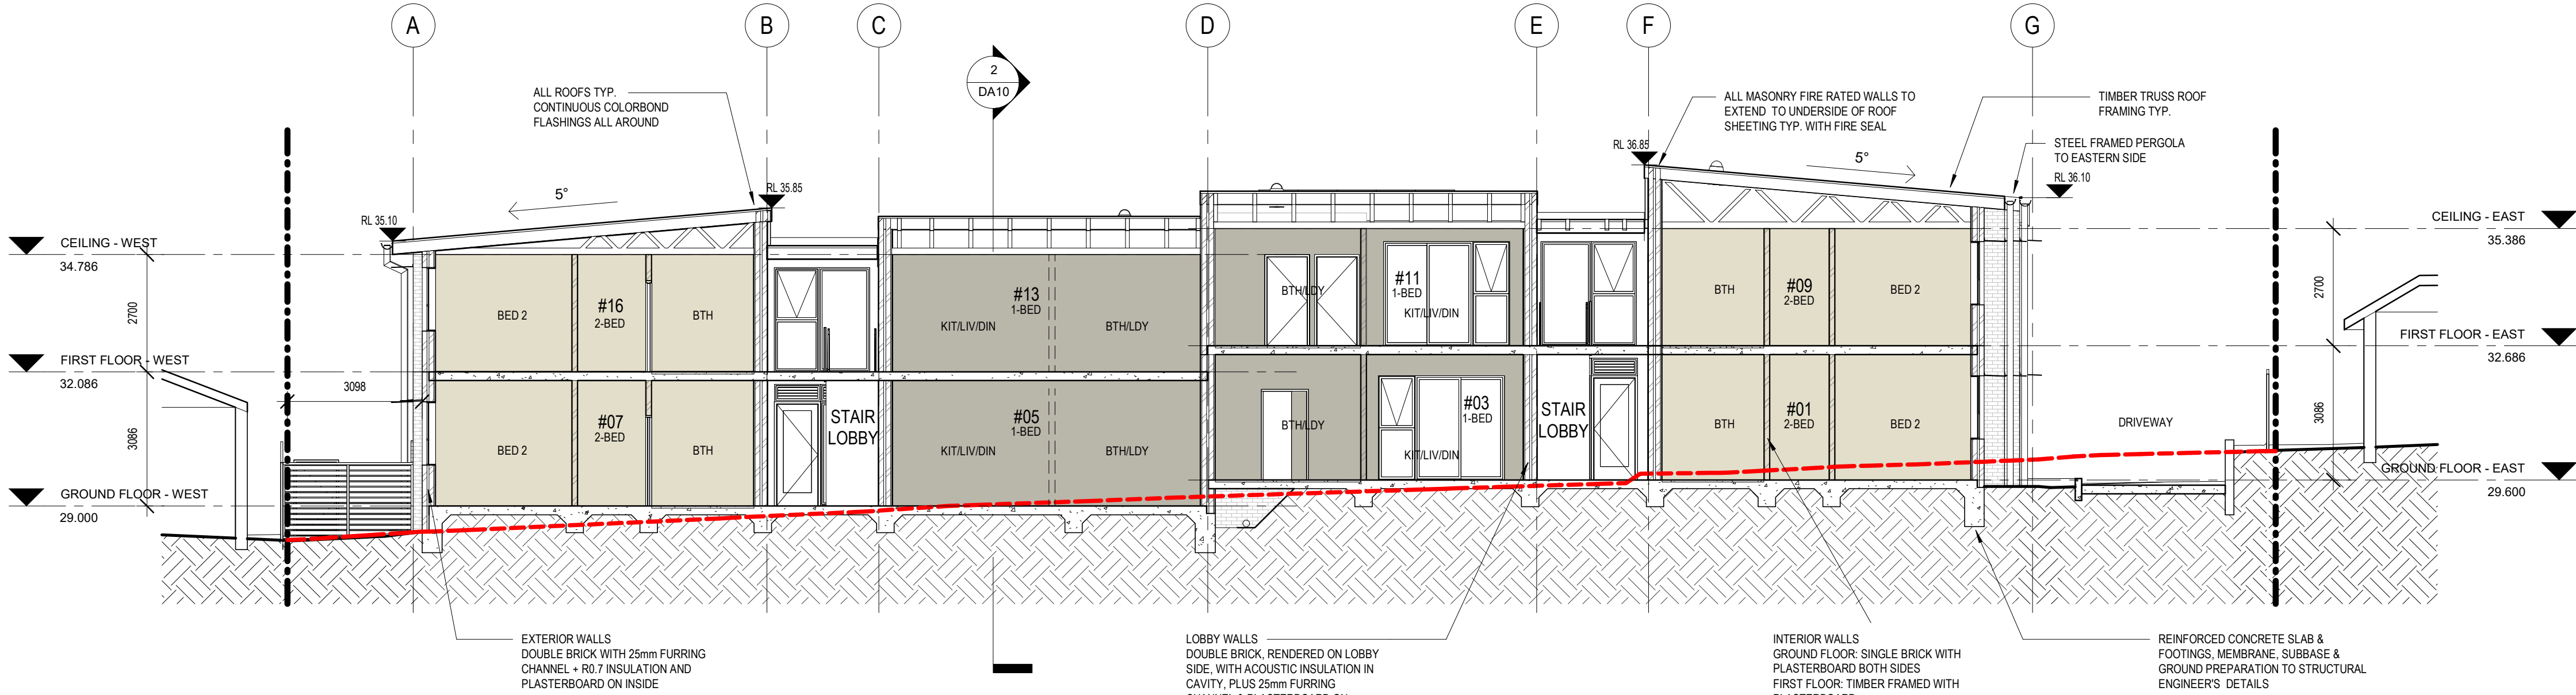 A
B
C
D
E
F
G
2
DA10
ALL ROOFS TYP.
CONTINUOUS COLORBOND
FLASHINGS ALL AROUND
ALL MASONRY FIRE RATED WALLS TO
EXTEND TO UNDERSIDE OF ROOF
SHEETING TYP. WITH FIRE SEAL
TIMBER TRUSS ROOF
FRAMING TYP.
STEEL FRAMED PERGOLA
TO EASTERN SIDE
RL 36.85
5°
RL 36.10
5°
RL 35.85
RL 35.10
CEILING - WEST
34.786
CEILING - EAST
35.386
2700
2700
BED 2
#16
2-BED
BTH
#13
1-BED
KIT/LIV/DIN
BTH/LDY
BTH/LDY
#11
1-BED
KIT/LIV/DIN
BTH
#09
2-BED
BED 2
FIRST FLOOR - WEST
32.086
FIRST FLOOR - EAST
32.686
3098
3086
3086
BED 2
#07
2-BED
BTH
STAIR
LOBBY
#05
1-BED
KIT/LIV/DIN
BTH/LDY
BTH/LDY
#03
1-BED
KIT/LIV/DIN
STAIR
LOBBY
BTH
#01
2-BED
BED 2
DRIVEWAY
GROUND FLOOR - WEST
29.000
GROUND FLOOR - EAST
29.600
EXTERIOR WALLS
DOUBLE BRICK WITH 25mm FURRING
CHANNEL + R0.7 INSULATION AND
PLASTERBOARD ON INSIDE
LOBBY WALLS
DOUBLE BRICK, RENDERED ON LOBBY
SIDE, WITH ACOUSTIC INSULATION IN
CAVITY, PLUS 25mm FURRING
INTERIOR WALLS
GROUND FLOOR: SINGLE BRICK WITH
PLASTERBOARD BOTH SIDES
FIRST FLOOR: TIMBER FRAMED WITH
REINFORCED CONCRETE SLAB &
FOOTINGS, MEMBRANE, SUBBASE &
GROUND PREPARATION TO STRUCTURAL
ENGINEER'S DETAILS